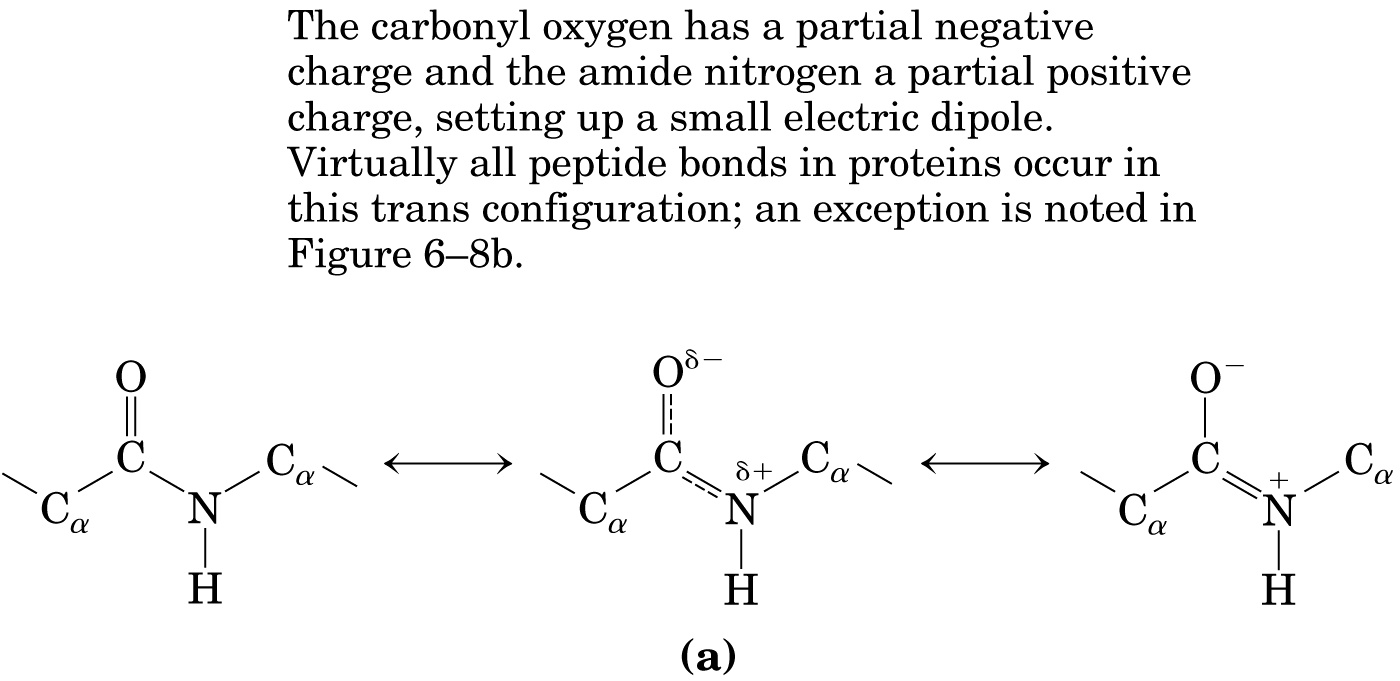 The carbonyl oxygen has a partial negative
charge and the amide nitrogen a partial positive
charge, setting up a small electric dipole.
Virtually all peptide bonds in proteins occur in
this trans configuration; an exception is noted in
Figure 6–8b.
O Oδ− O−
C Cα C δ+ Cα C + Cα
Cα N Cα N Cα N
H H H
(a)